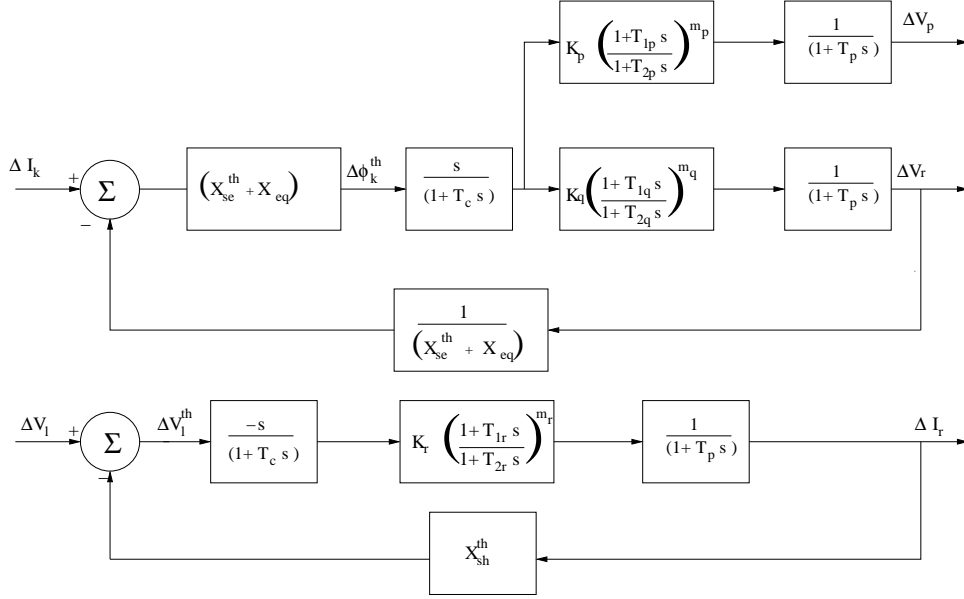 K_p ((1+T_1p s)/(1+T_2p s))^m_p
1/(1+ T_p s)
ΔV_p
Δ I_k
+
Σ
−
(X_se^th + X_eq)
Δϕ_k^th
s/(1+ T_c s)
K_q((1+ T_1q s)/(1+ T_2q s))^m_q
1/(1+ T_p s)
ΔV_r
1/(X_se^th + X_eq)
ΔV_l
+
Σ
−
ΔV_l^th
−s/(1+ T_c s)
K_r ((1+ T_1r s)/(1+ T_2r s))^m_r
1/(1+ T_p s)
Δ I_r
X_sh^th